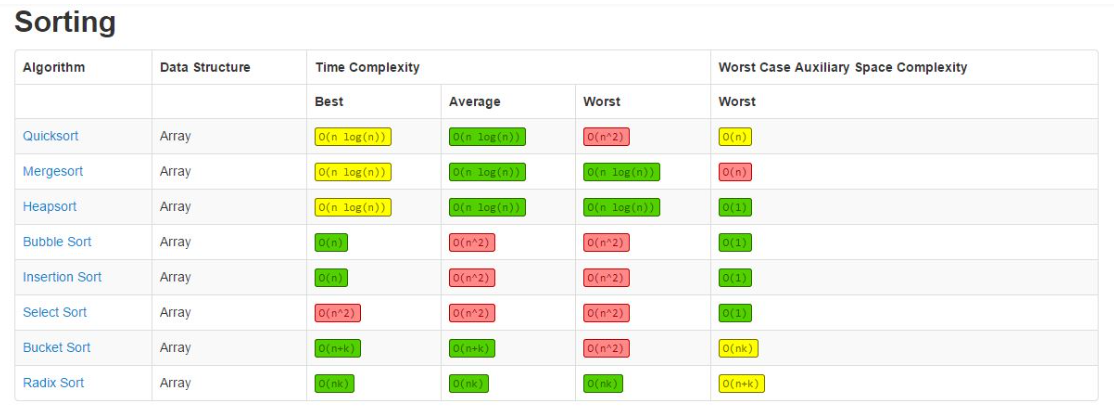 Sorting
Algorithm Data Structure Time Complexity Worst Case Auxiliary Space Complexity
Best Average Worst Worst
Quicksort Array O(n log(n)) O(n log(n)) O(n^2) O(n)
Mergesort Array O(n log(n)) O(n log(n)) O(n log(n)) O(n)
Heapsort Array O(n log(n)) O(n log(n)) O(n log(n)) O(1)
Bubble Sort Array O(n) O(n^2) O(n^2) O(1)
Insertion Sort Array O(n) O(n^2) O(n^2) O(1)
Select Sort Array O(n^2) O(n^2) O(n^2) O(1)
Bucket Sort Array O(n+k) O(n+k) O(n^2) O(nk)
Radix Sort Array O(nk) O(nk) O(nk) O(n+k)